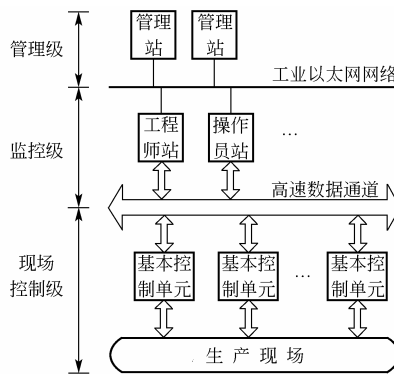 管理级
管理
站
管理
站
工业以太网网络
监控级
工程
师站
操作
员站
…
高速数据通道
现场
控制级
基本控
制单元
基本控
制单元
…
基本控
制单元
生产现场